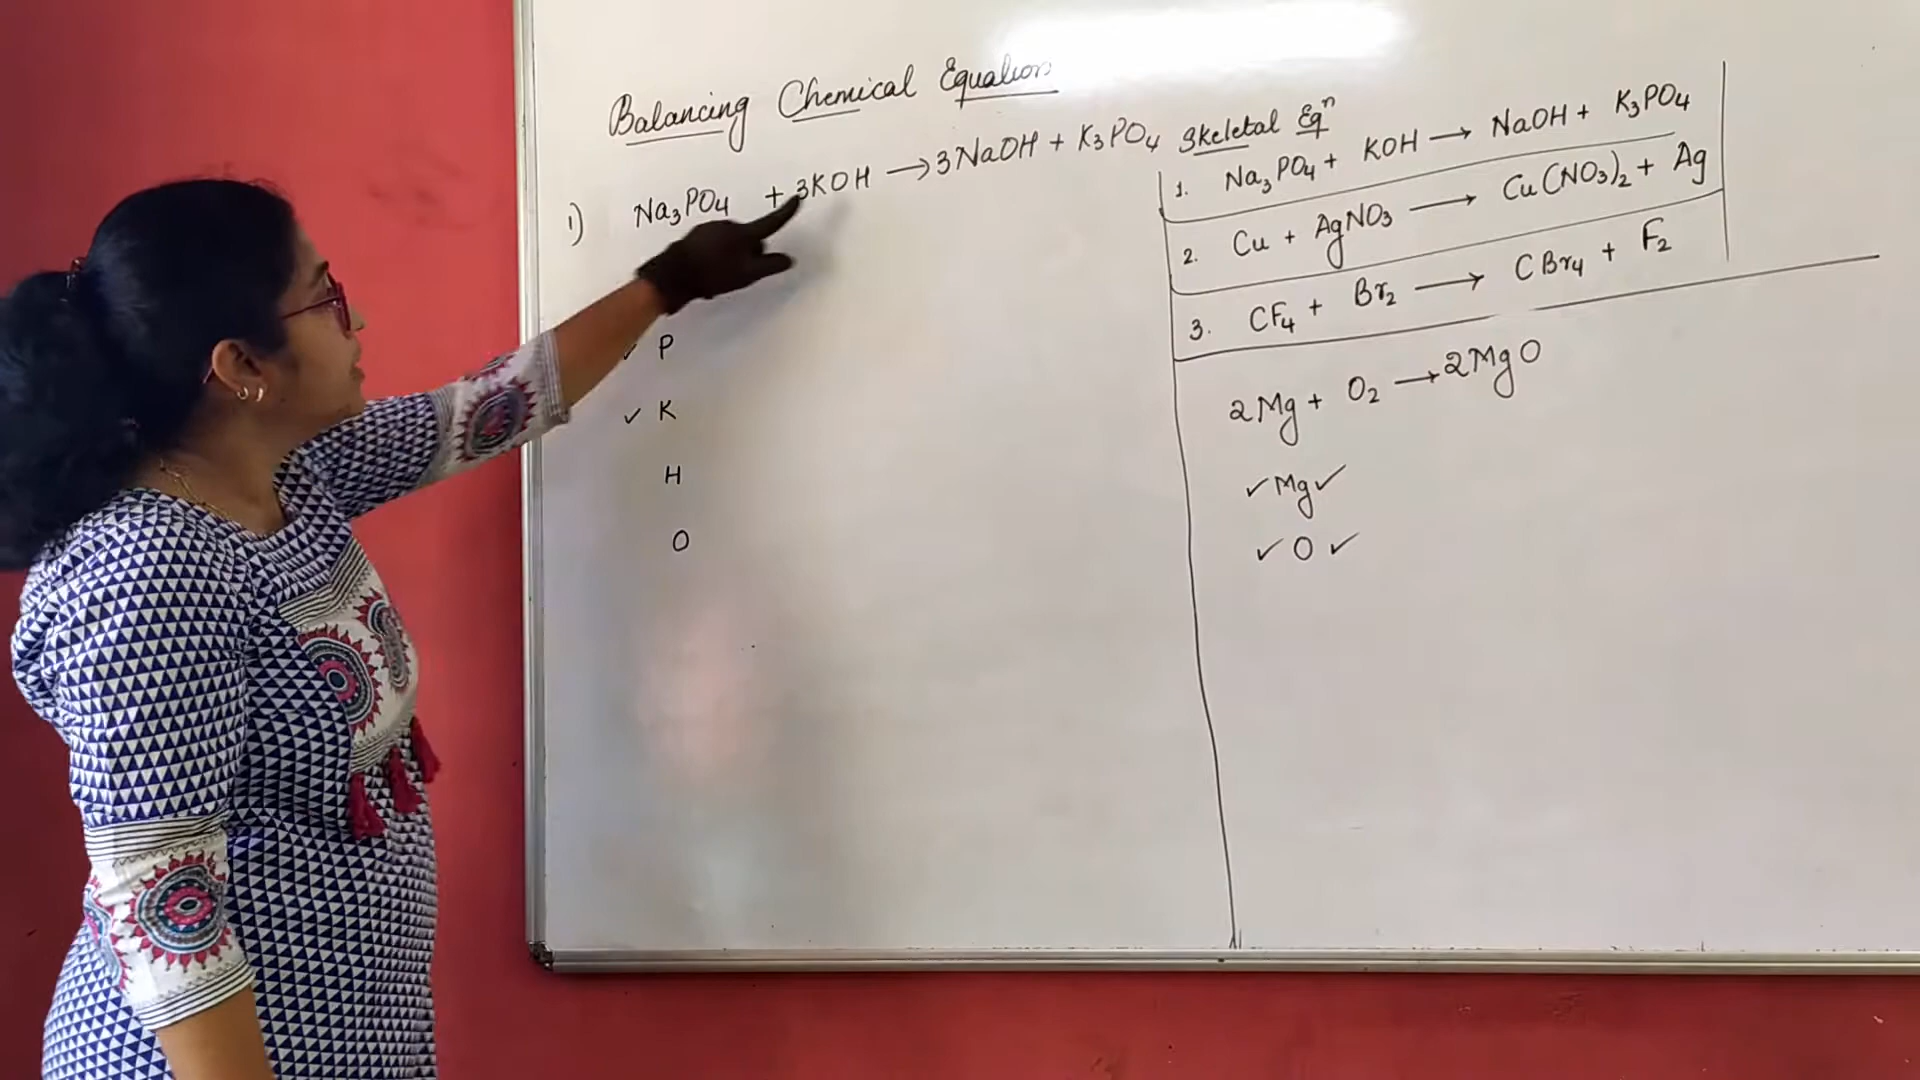 Balancing Chemical Equations
1) Na₃PO₄ + 3KOH → 3NaOH + K₃PO₄
✓ P
✓ K
H
O
Skeletal Eqⁿ
1. Na₃PO₄ + KOH → NaOH + K₃PO₄
2. Cu + AgNO₃ → Cu(NO₃)₂ + Ag
3. CF₄ + Br₂ → CBr₄ + F₂
2Mg + O₂ → 2MgO
✓ Mg ✓
✓ O ✓